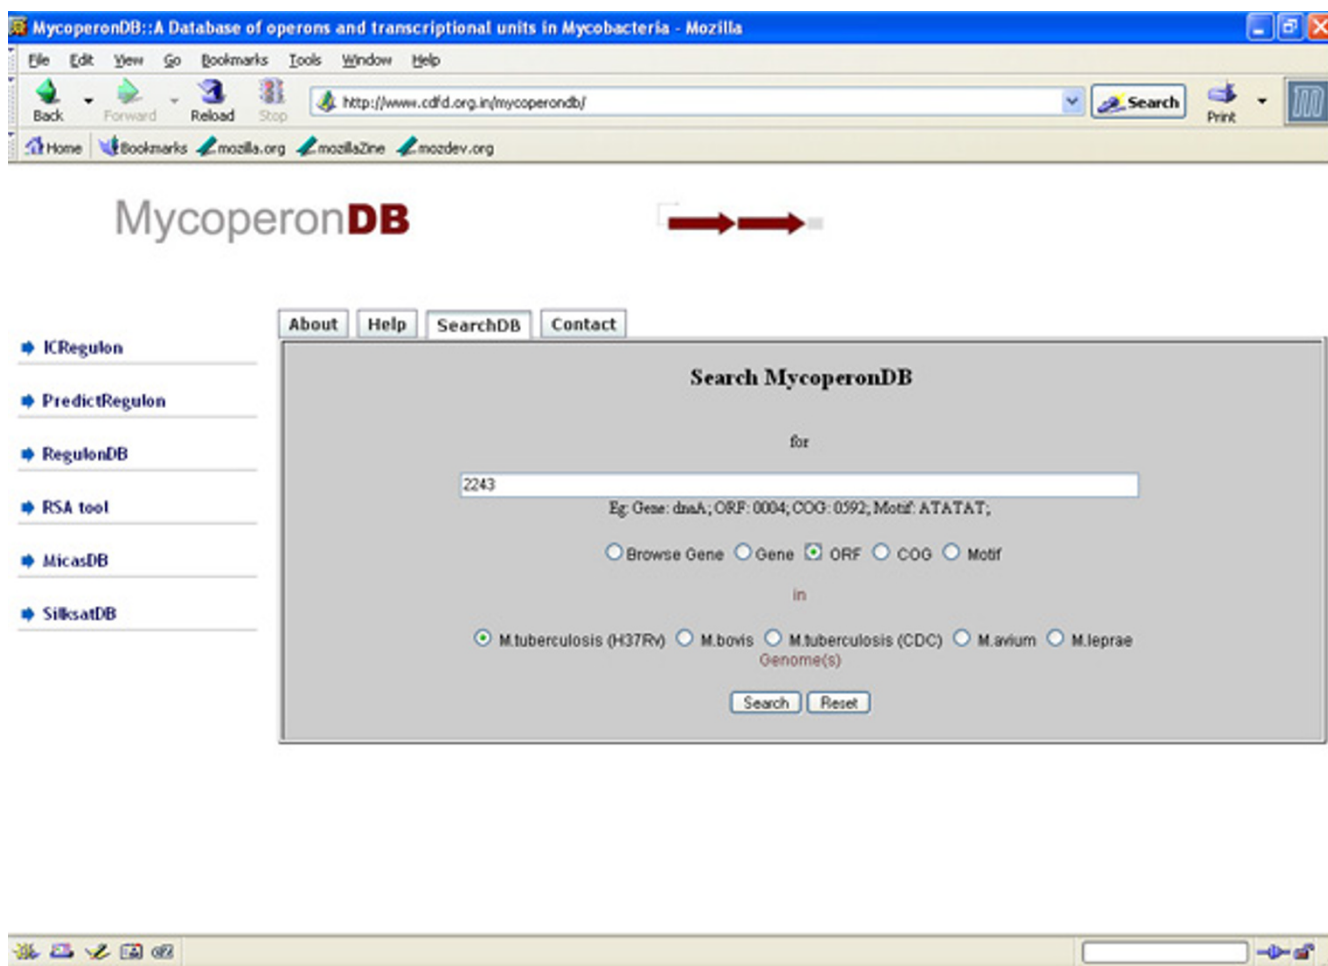 MycoperonDB::A Database of operons and transcriptional units in Mycobacteria - Mozilla
File Edit View Go Bookmarks Tools Window Help
Back Forward Reload Stop http://www.cdfd.org.in/mycoperondb/ Search Print
Home Bookmarks mozilla.org mozillaZine mozdev.org
MycoperonDB
About Help SearchDB Contact
ICRegulon
PredictRegulon
RegulonDB
RSA tool
MicasDB
SilksatDB
Search MycoperonDB
for
2243
Eg: Gene: dnaA; ORF: 0004; COG: 0592; Motif: ATATAT;
Browse Gene Gene ORF COG Motif
in
M.tuberculosis (H37Rv) M.bovis M.tuberculosis (CDC) M.avium M.leprae
Genome(s)
Search Reset